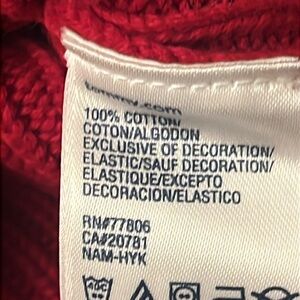 tommy.com
100% COTTON/
COTON/ALGODON
EXCLUSIVE OF DECORATION/
ELASTIC/SAUF DECORATION/
ELASTIQUE/EXCEPTO
DECORACION/ELASTICO
RN#77806
CA#20781
NAM-HYK
40C